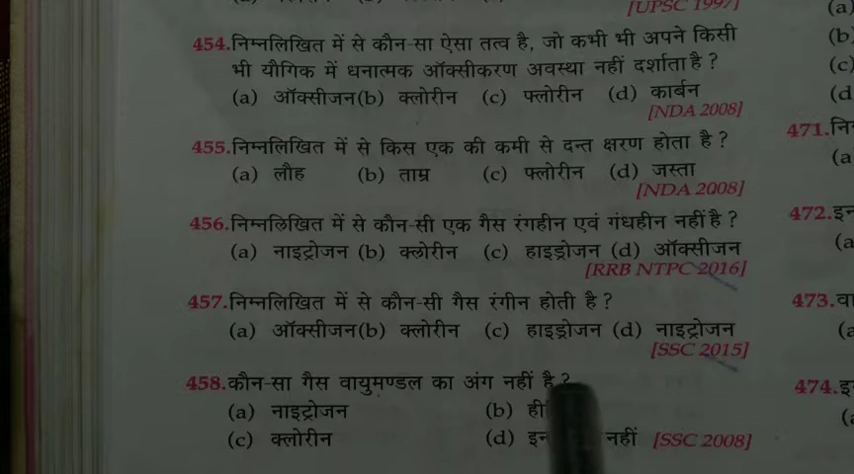 [UPSC 1997]
454.निम्नलिखित में से कौन-सा ऐसा तत्व है, जो कभी भी अपने किसी
भी यौगिक में धनात्मक ऑक्सीकरण अवस्था नहीं दर्शाता है ?
(a) ऑक्सीजन(b) क्लोरीन (c) फ्लोरीन (d) कार्बन
[NDA 2008]
455.निम्नलिखित में से किस एक की कमी से दन्त क्षरण होता है ?
(a) लौह (b) ताम्र (c) फ्लोरीन (d) जस्ता
[NDA 2008]
456.निम्नलिखित में से कौन-सी एक गैस रंगहीन एवं गंधहीन नहीं है ?
(a) नाइट्रोजन (b) क्लोरीन (c) हाइड्रोजन (d) ऑक्सीजन
[RRB NTPC 2016]
457.निम्नलिखित में से कौन-सी गैस रंगीन होती है ?
(a) ऑक्सीजन(b) क्लोरीन (c) हाइड्रोजन (d) नाइट्रोजन
[SSC 2015]
458.कौन-सा गैस वायुमण्डल का अंग नहीं है ?
(a) नाइट्रोजन (b)
(c) क्लोरीन (d) नहीं [SSC 2008]
(a)
(b)
(c)
(d
471.
(a
472.
(a
473.
(a
474.